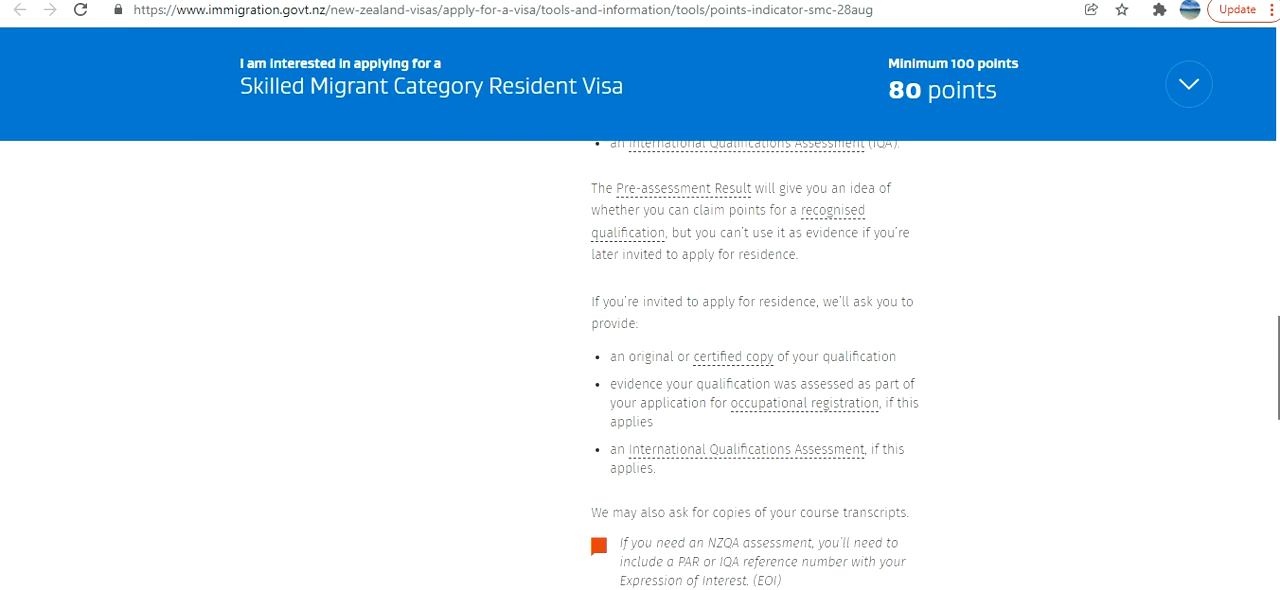 https://www.immigration.govt.nz/new-zealand-visas/apply-for-a-visa/tools-and-information/tools/points-indicator-smc-28aug
Update
I am interested in applying for a
Skilled Migrant Category Resident Visa
Minimum 100 points
80 points
• an International Qualifications Assessment (IQA).
The Pre-assessment Result will give you an idea of
whether you can claim points for a recognised
qualification, but you can't use it as evidence if you're
later invited to apply for residence.
If you're invited to apply for residence, we'll ask you to
provide:
• an original or certified copy of your qualification
• evidence your qualification was assessed as part of
your application for occupational registration, if this
applies
• an International Qualifications Assessment, if this
applies.
We may also ask for copies of your course transcripts.
If you need an NZQA assessment, you'll need to
include a PAR or IQA reference number with your
Expression of Interest. (EOI)